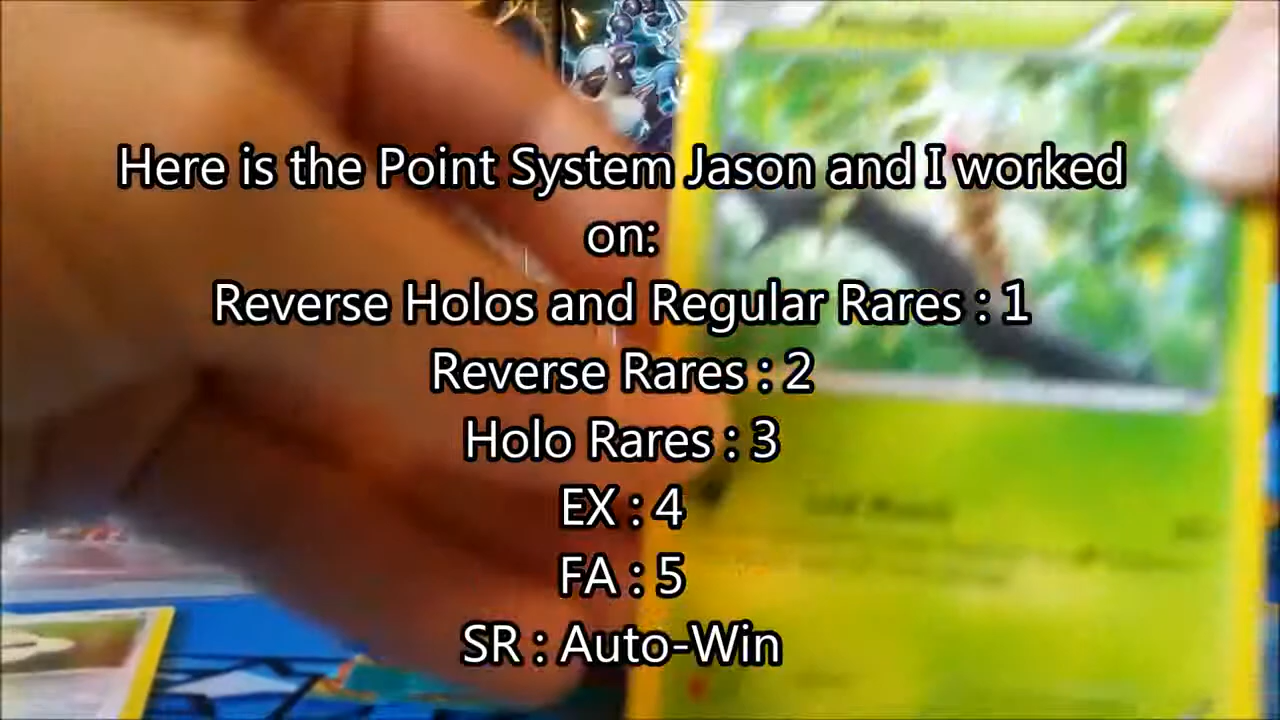 Here is the Point System Jason and I worked
on:
Reverse Holos and Regular Rares : 1
Reverse Rares : 2
Holo Rares : 3
EX : 4
FA : 5
SR : Auto-Win